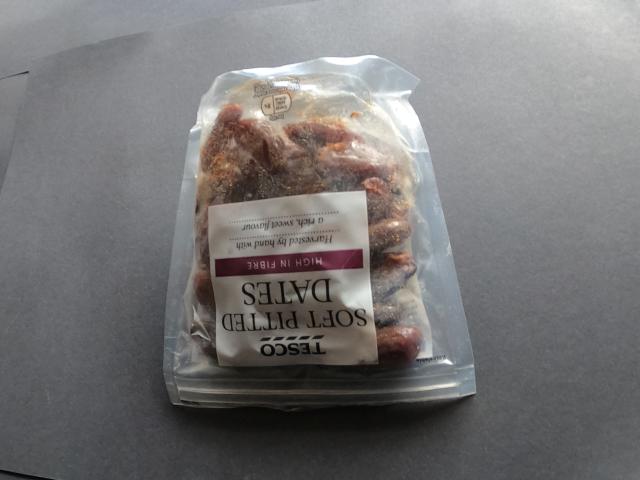 TESCO
SOFT PITTED
DATES
HIGH IN FIBRE
Harvested by hand with
a rich, sweet flavour